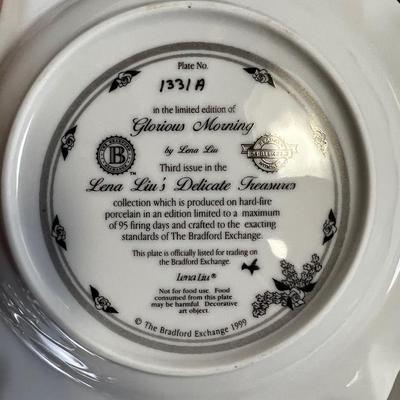 Plate No.
1331A
in the limited edition of
Glorious Morning
by Lena Liu
Third issue in the
Lena Liu's Delicate Treasures
collection which is produced on hard-fire
porcelain in an edition limited to a maximum
of 95 firing days and crafted to the exacting
standards of The Bradford Exchange.
This plate is officially listed for trading on
the Bradford Exchange.
Lena Liu®
Not for food use. Food
consumed from this plate
may be harmful. Decorative
art object.
© The Bradford Exchange 1999
B
TM